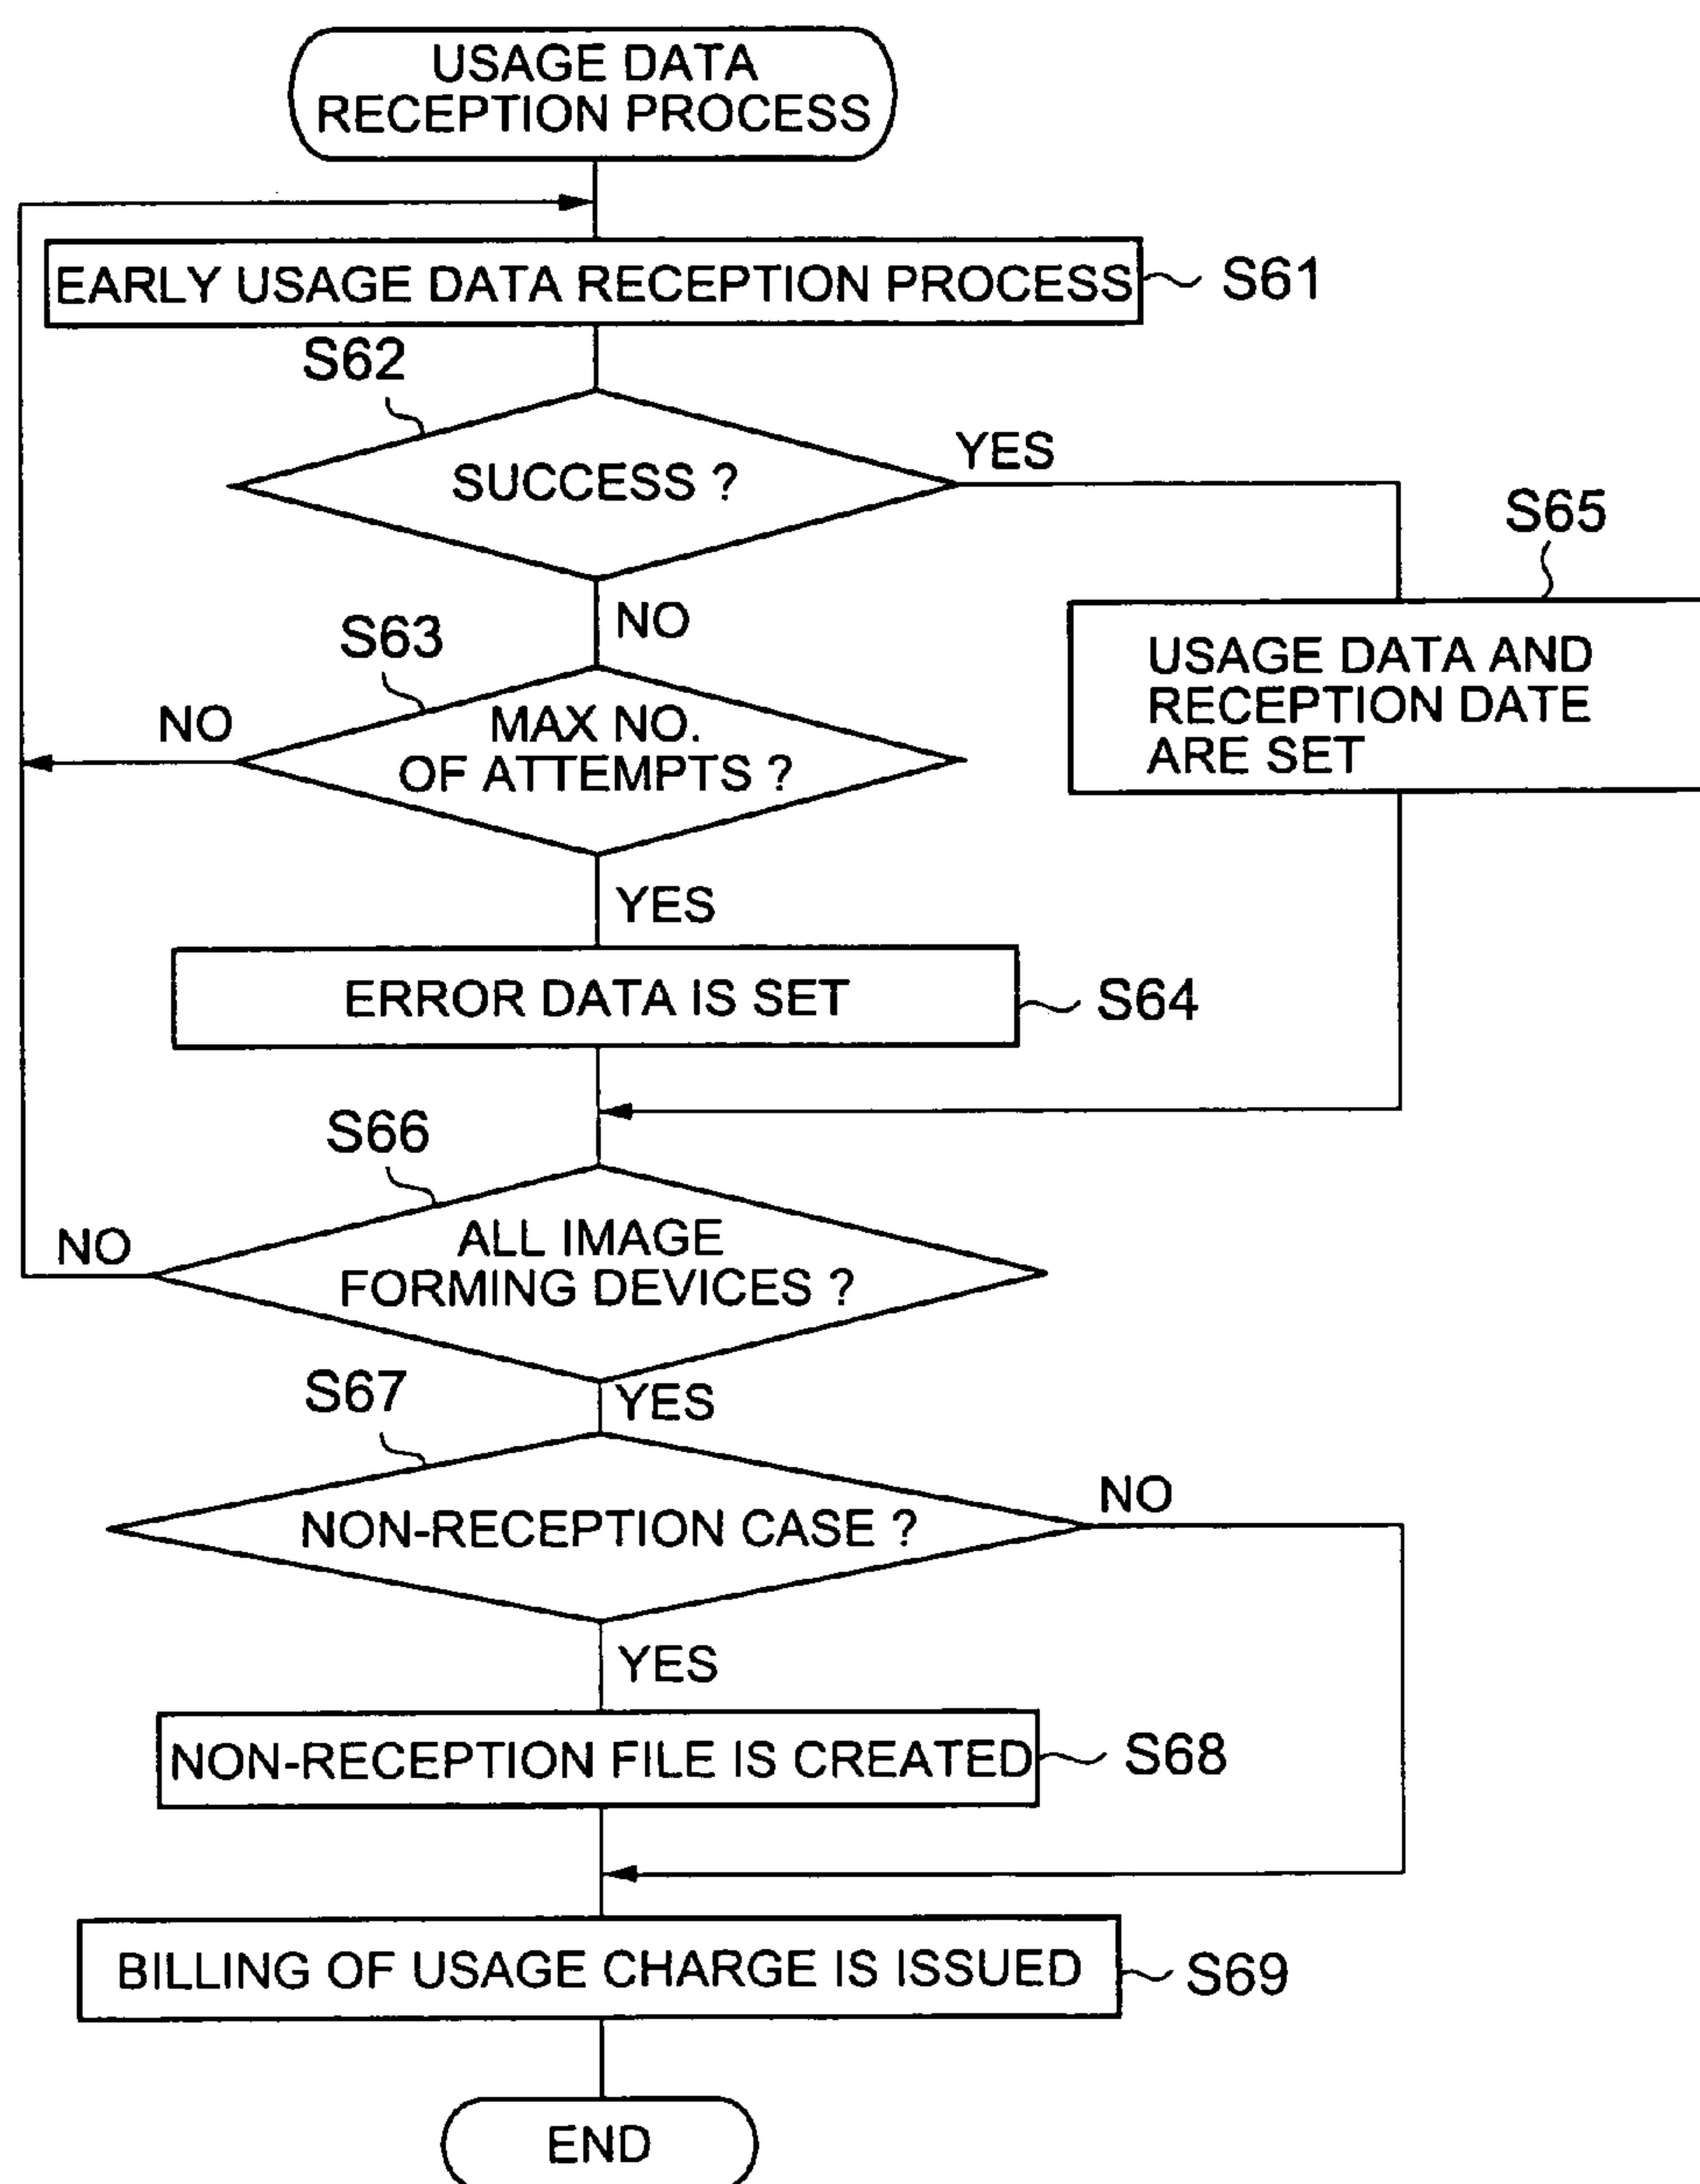 USAGE DATA
RECEPTION PROCESS
EARLY USAGE DATA RECEPTION PROCESS
S61
S62
SUCCESS ?
YES
S65
NO
USAGE DATA AND
RECEPTION DATE
ARE SET
S63
NO
MAX NO.
OF ATTEMPTS ?
YES
ERROR DATA IS SET
S64
S66
NO
ALL IMAGE
FORMING DEVICES ?
YES
S67
NO
NON-RECEPTION CASE ?
YES
NON-RECEPTION FILE IS CREATED
S68
BILLING OF USAGE CHARGE IS ISSUED
S69
END